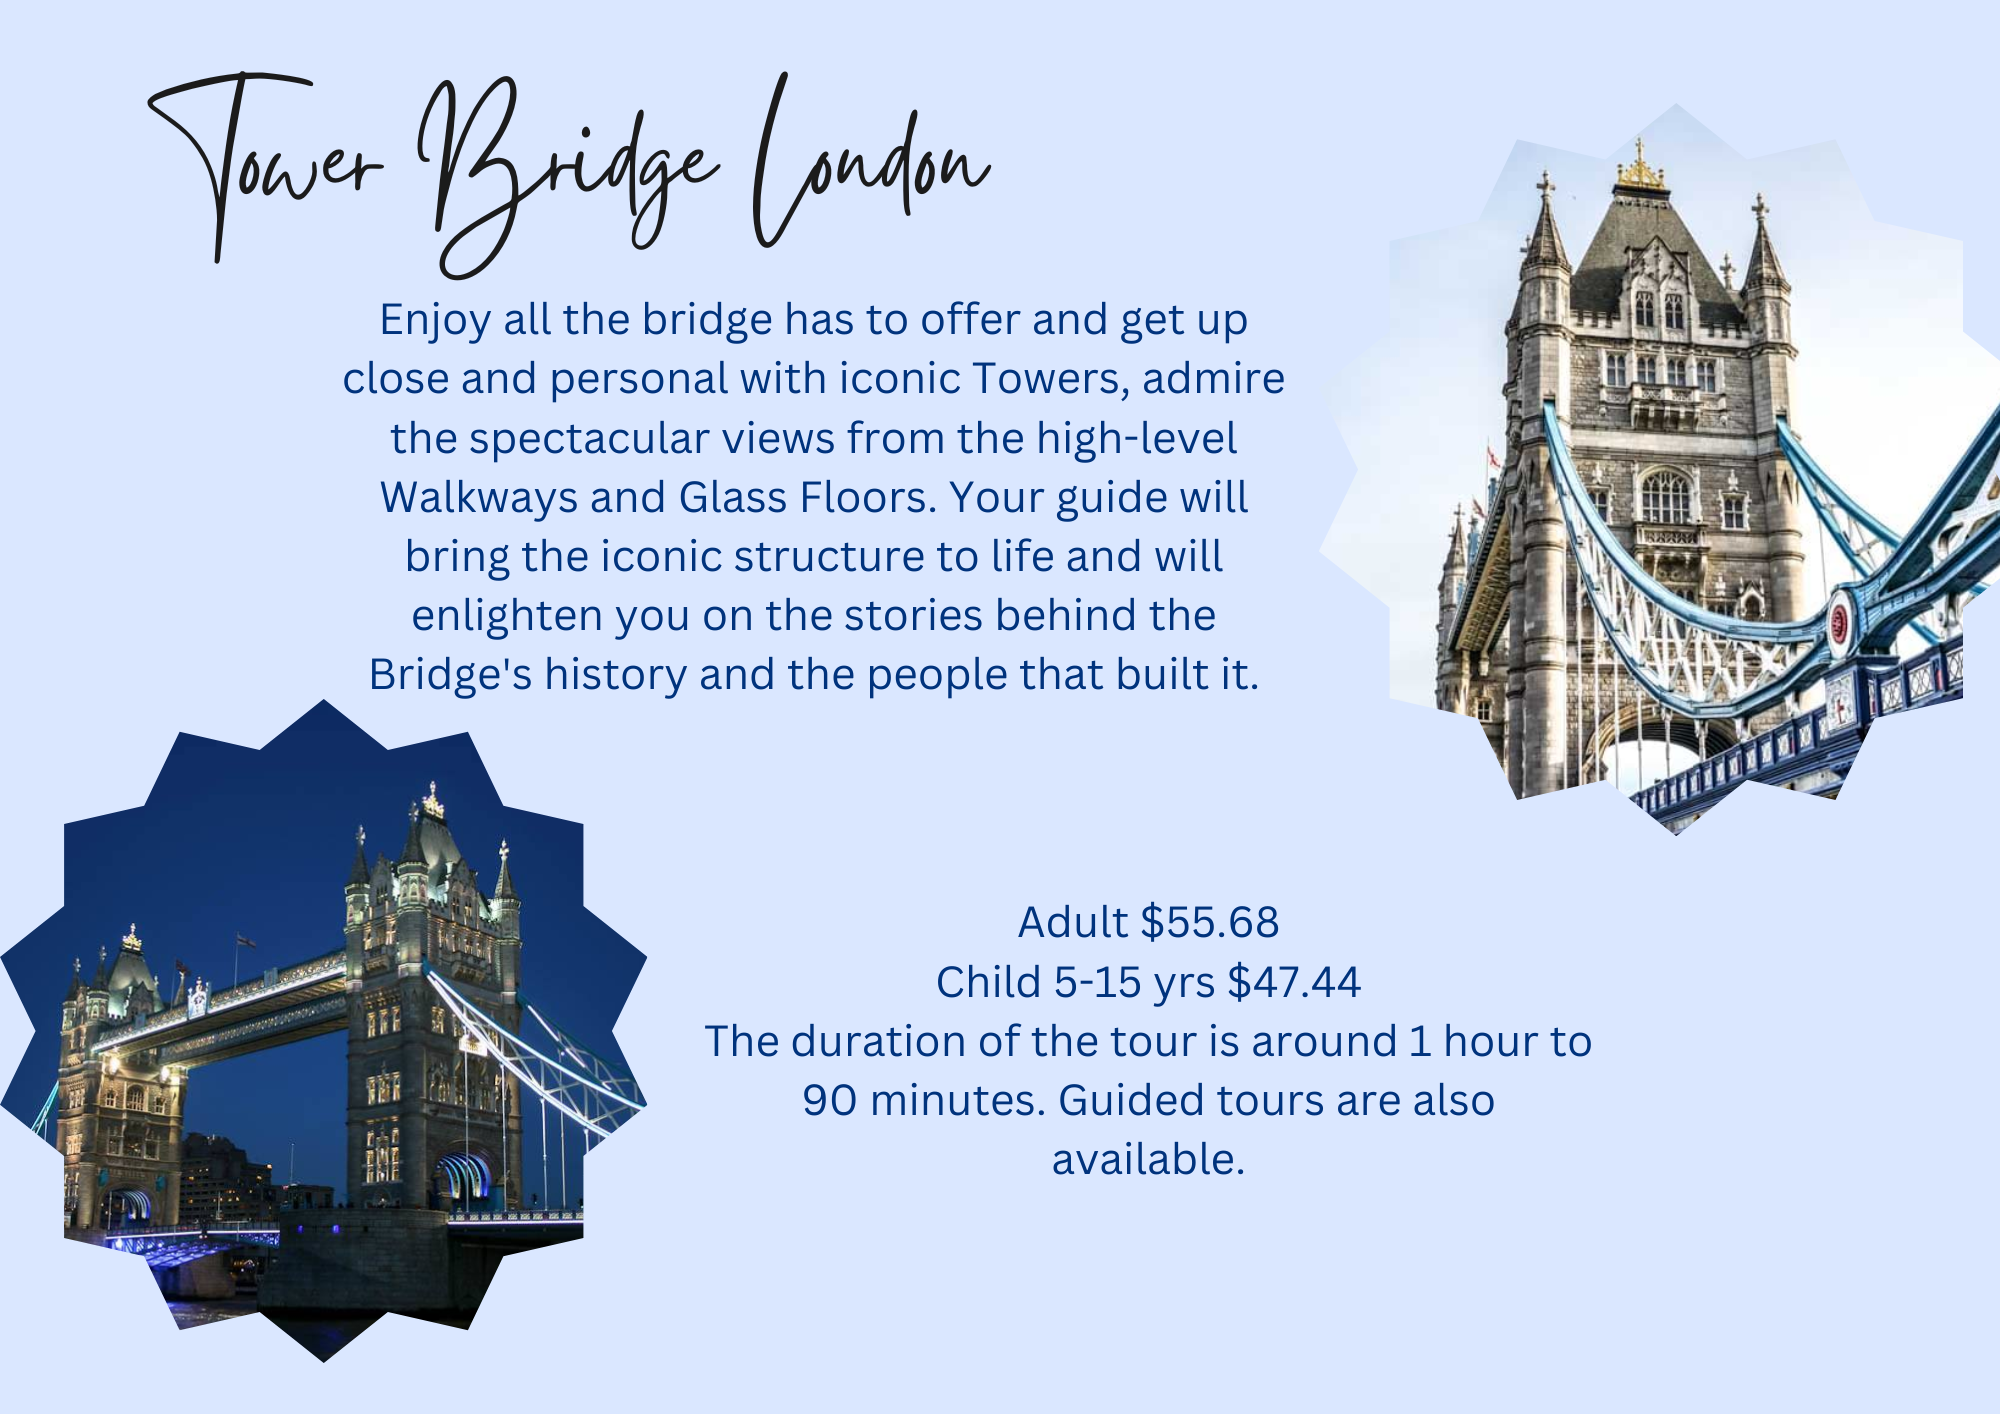 Tower Bridge London
Enjoy all the bridge has to offer and get up
close and personal with iconic Towers, admire
the spectacular views from the high-level
Walkways and Glass Floors. Your guide will
bring the iconic structure to life and will
enlighten you on the stories behind the
Bridge's history and the people that built it.
Adult $55.68
Child 5-15 yrs $47.44
The duration of the tour is around 1 hour to
90 minutes. Guided tours are also
available.